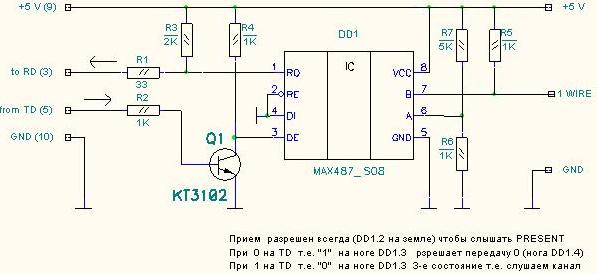 +5 V (9)
+5 V
R3
2K
R4
1K
R7
5K
R5
1K
DD1
to RD (3)
R1
33
1
RO
IC
VCC
8
2
RE
B
7
1 WIRE
from TD (5)
R2
1K
4
DI
A
6
GND (10)
Q1
3
DE
GND
5
R6
1K
MAX487_SO8
GND
KT3102
Прием разрешен всегда (DD1.2 на земле) чтобы слышать PRESENT
При 0 на TD т.е. "1" на ноге DD1.3 рзрешает передачу 0 (нога DD1.4)
При 1 на TD т.е. "0" на ноге DD1.3 3-е состояние т.е. слушаем канал